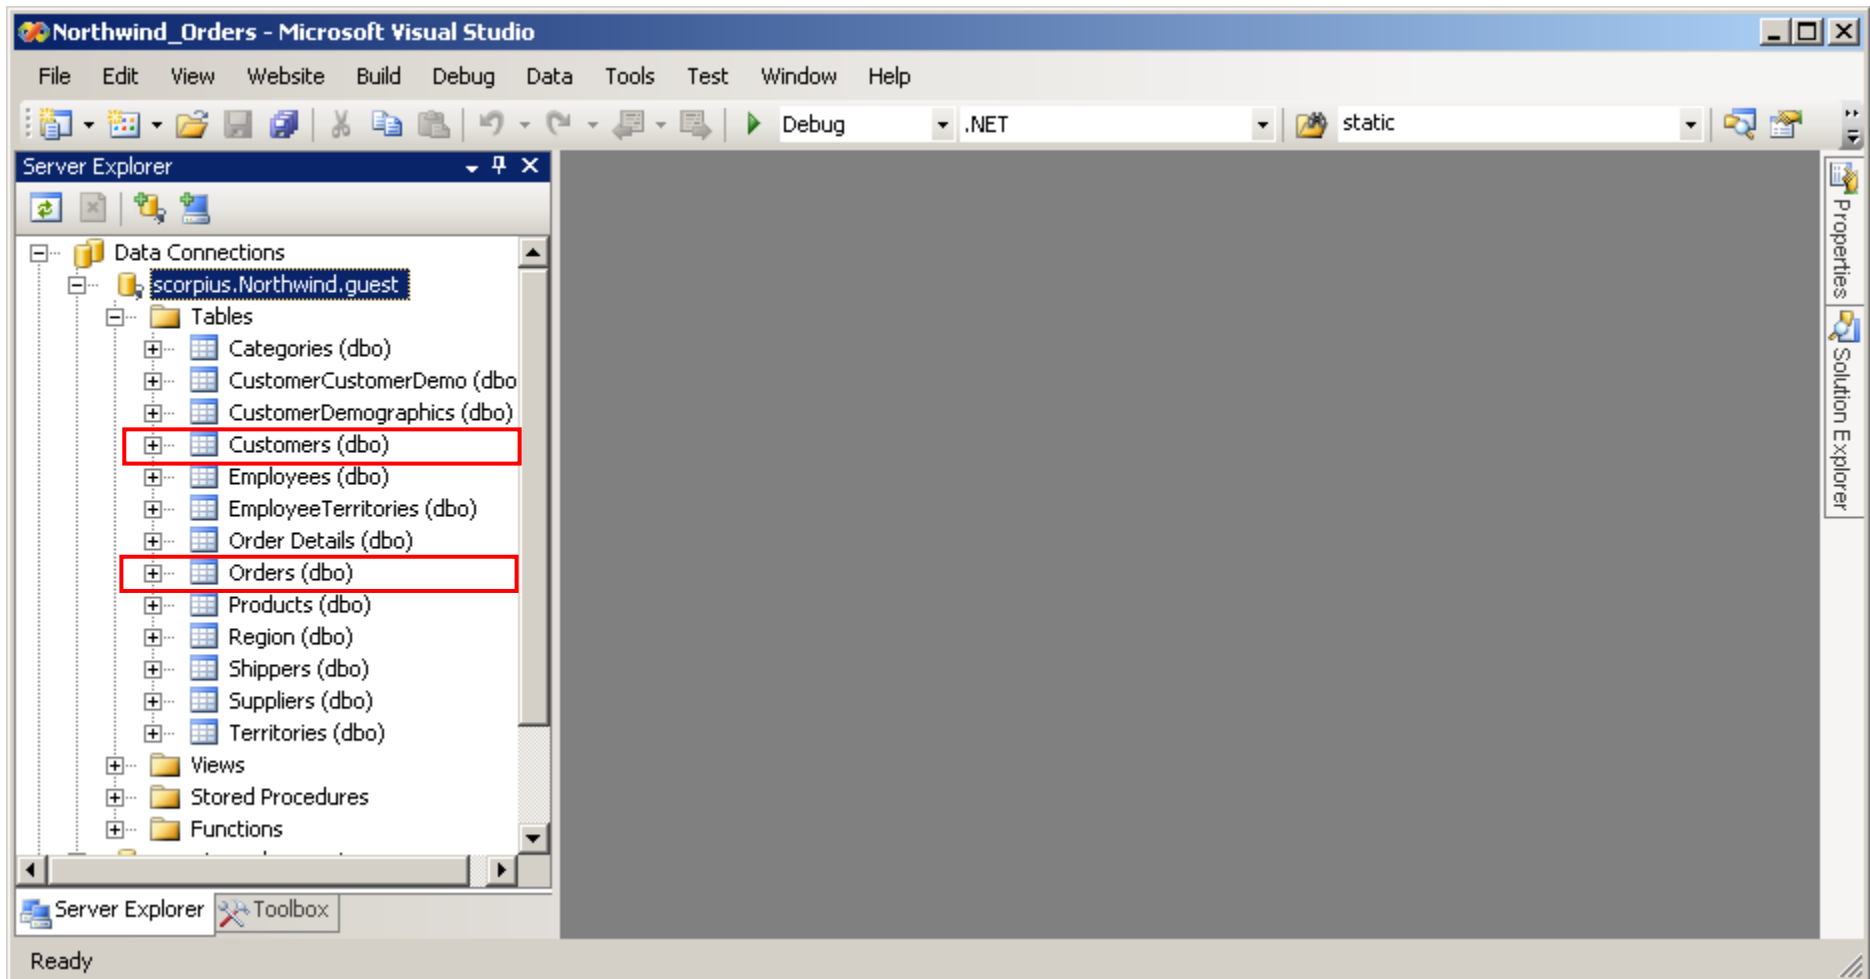 Northwind_Orders - Microsoft Visual Studio
File Edit View Website Build Debug Data Tools Test Window Help
Debug .NET static
Server Explorer
Data Connections
scorpius.Northwind.guest
Tables
Categories (dbo)
CustomerCustomerDemo (dbo
CustomerDemographics (dbo)
Customers (dbo)
Employees (dbo)
EmployeeTerritories (dbo)
Order Details (dbo)
Orders (dbo)
Products (dbo)
Region (dbo)
Shippers (dbo)
Suppliers (dbo)
Territories (dbo)
Views
Stored Procedures
Functions
Server Explorer Toolbox
Properties
Solution Explorer
Ready